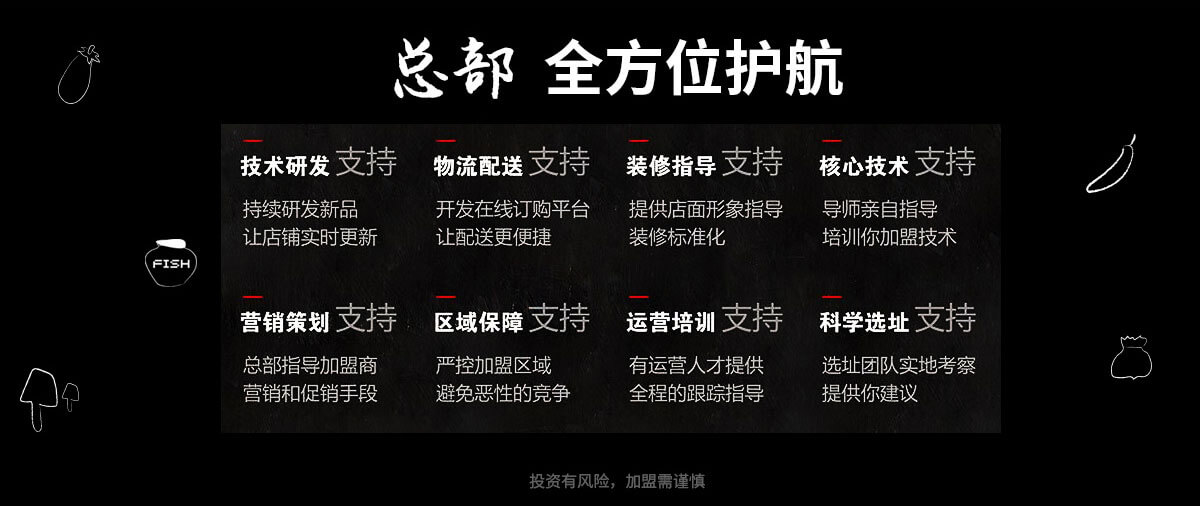 总部 全方位护航
技术研发 支持
持续研发新品
让店铺实时更新
物流配送 支持
开发在线订购平台
让配送更便捷
装修指导 支持
提供店面形象指导
装修标准化
核心技术 支持
导师亲自指导
培训你加盟技术
FISH
营销策划 支持
总部指导加盟商
营销和促销手段
区域保障 支持
严控加盟区域
避免恶性的竞争
运营培训 支持
有运营人才提供
全程的跟踪指导
科学选址 支持
选址团队实地考察
提供你建议
投资有风险，加盟需谨慎